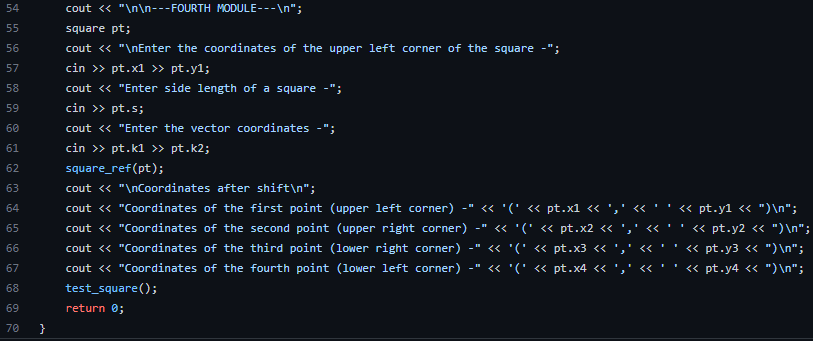 54 cout << "\n\n---FOURTH MODULE---\n";
55 square pt;
56 cout << "\nEnter the coordinates of the upper left corner of the square -";
57 cin >> pt.x1 >> pt.y1;
58 cout << "Enter side length of a square -";
59 cin >> pt.s;
60 cout << "Enter the vector coordinates -";
61 cin >> pt.k1 >> pt.k2;
62 square_ref(pt);
63 cout << "\nCoordinates after shift\n";
64 cout << "Coordinates of the first point (upper left corner) -" << '(' << pt.x1 << ',' << ' ' << pt.y1 << ")\n";
65 cout << "Coordinates of the second point (upper right corner) -" << '(' << pt.x2 << ',' << ' ' << pt.y2 << ")\n";
66 cout << "Coordinates of the third point (lower right corner) -" << '(' << pt.x3 << ',' << ' ' << pt.y3 << ")\n";
67 cout << "Coordinates of the fourth point (lower left corner) -" << '(' << pt.x4 << ',' << ' ' << pt.y4 << ")\n";
68 test_square();
69 return 0;
70 }